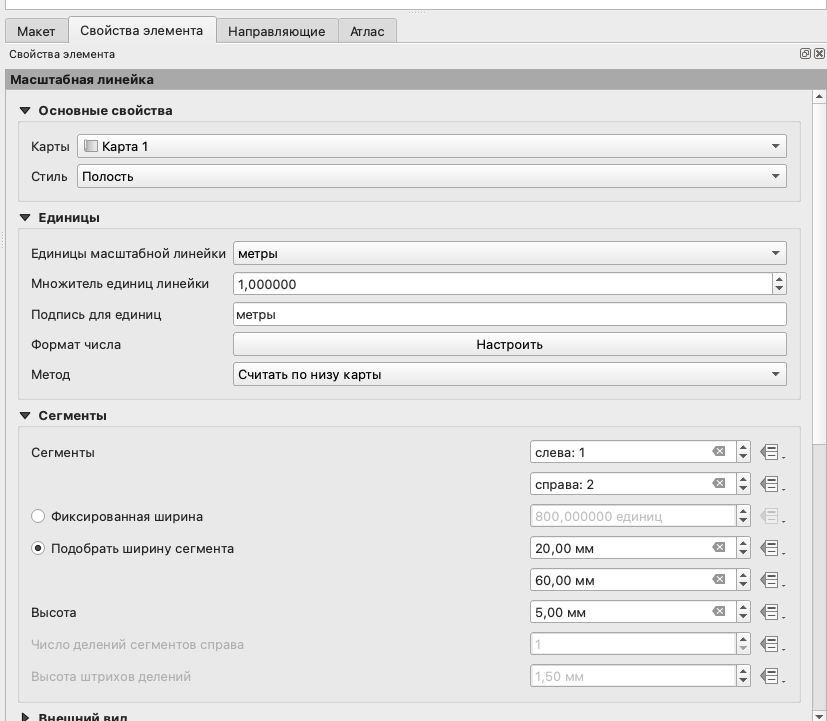 Макет Свойства элемента Направляющие Атлас
Свойства элемента
Масштабная линейка
Основные свойства
Карты Карта 1
Стиль Полость
Единицы
Единицы масштабной линейки метры
Множитель единиц линейки 1,000000
Подпись для единиц метры
Формат числа Настроить
Метод Считать по низу карты
Сегменты
Сегменты слева: 1
справа: 2
Фиксированная ширина 800,000000 единиц
Подобрать ширину сегмента 20,00 мм
60,00 мм
Высота 5,00 мм
Число делений сегментов справа 1
Высота штрихов делений 1,50 мм
Внешний вид